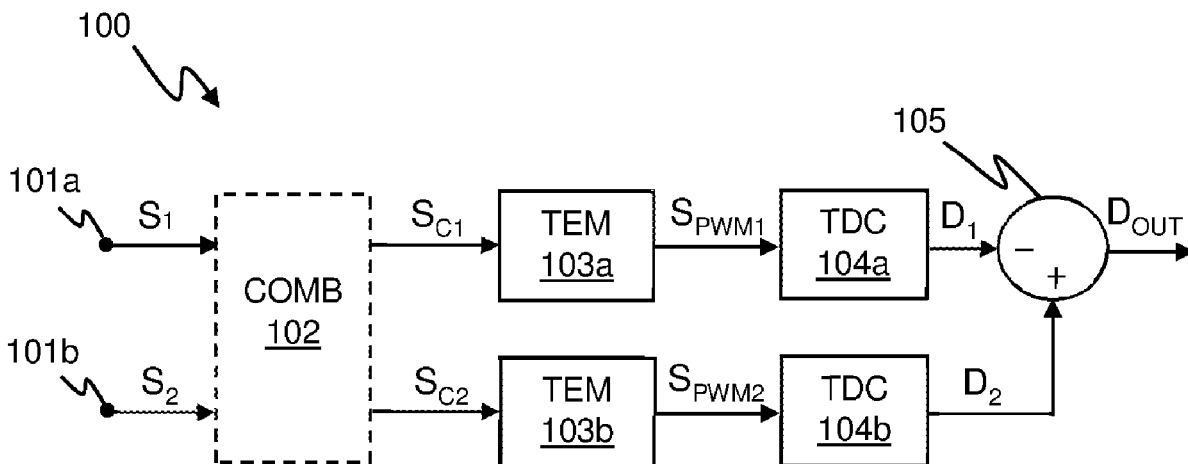 100
105
101a
S1
SC1
TEM
103a
SPWM1
TDC
104a
D1
−
+
DOUT
COMB
102
101b
S2
SC2
TEM
103b
SPWM2
TDC
104b
D2